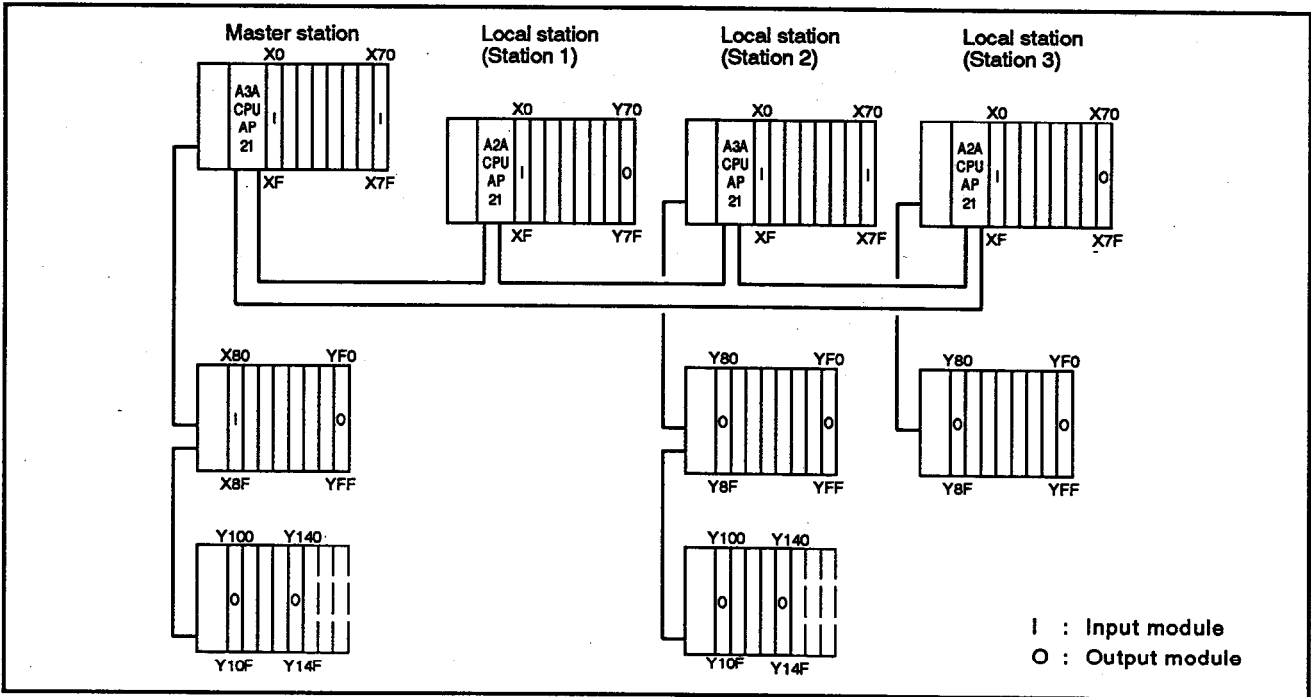 Master station
X0 X70
A3A
CPU
AP
21
I I
XF X7F
Local station
(Station 1)
X0 Y70
A2A
CPU
AP
21
I O
XF Y7F
Local station
(Station 2)
X0 X70
A3A
CPU
AP
21
I I
XF X7F
Local station
(Station 3)
X0 X70
A2A
CPU
AP
21
I O
XF X7F
X80 YF0
I O
X8F YFF
Y80 YF0
O O
Y8F YFF
Y80 YF0
O O
Y8F YFF
Y100 Y140
O O
Y10F Y14F
Y100 Y140
O O
Y10F Y14F
I : Input module
O : Output module